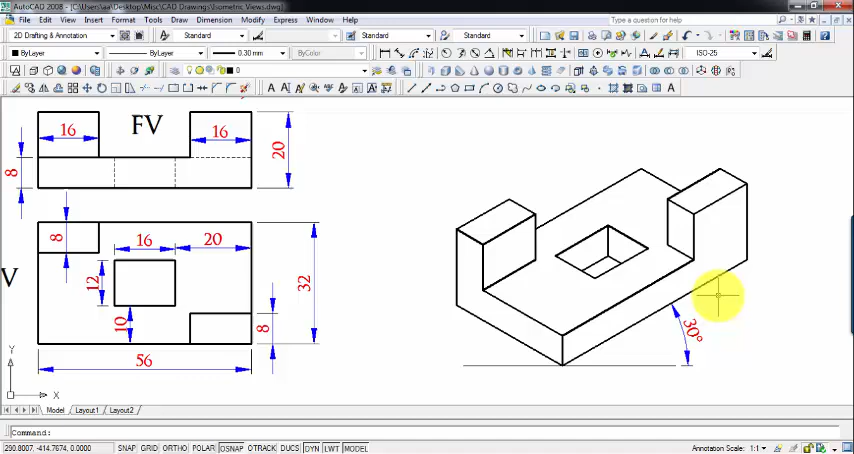 AutoCAD 2008 - [C:\Users\aa\Desktop\Misc\CAD Drawings\Isometric Views.dwg]
File Edit View Insert Format Tools Draw Dimension Modify Express Window Help
Type a question for help
2D Drafting & Annotation Standard Standard Standard
ByLayer ByLayer 0.30 mm ByColor ISO-25
0
FV
16 16
20
8
8 16 20
12 32
V
10 8
56
30°
Y
X
Model Layout1 Layout2
Command:
290.8007, -414.7674, 0.0000 SNAP GRID ORTHO POLAR OSNAP OTRACK DUCS DYN LWT MODEL Annotation Scale: 1:1